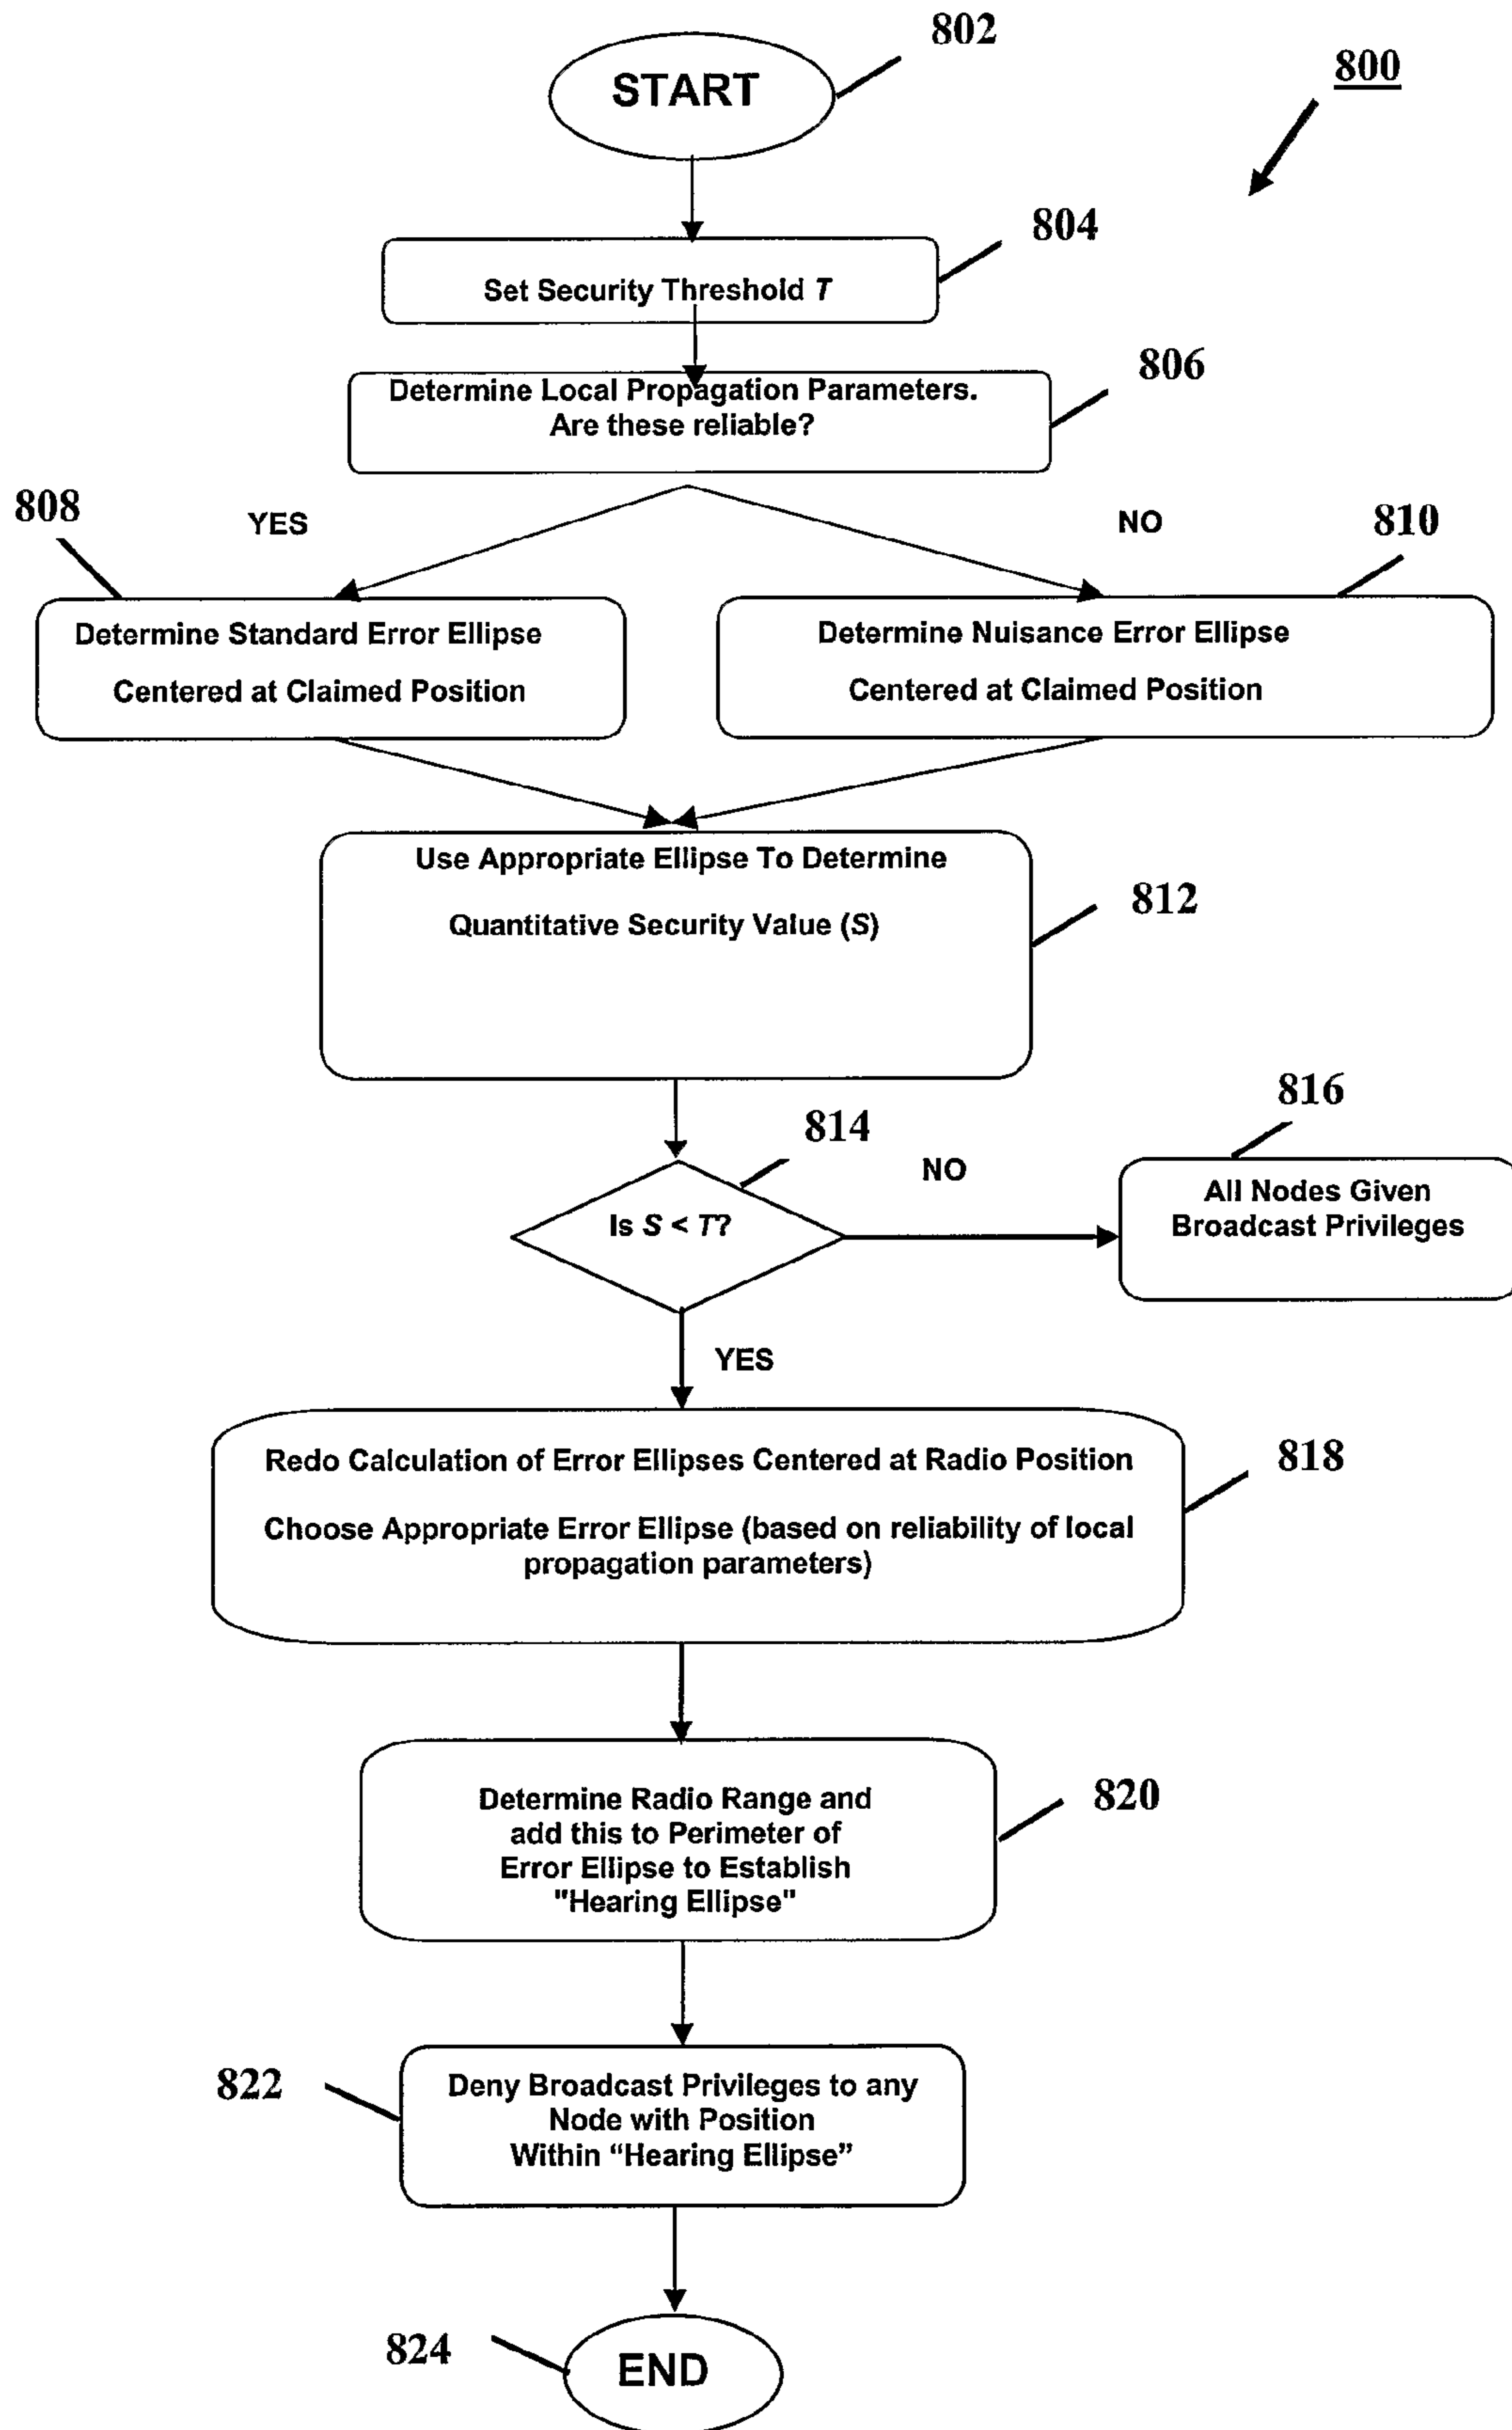 802
START
800
804
Set Security Threshold T
806
Determine Local Propagation Parameters.
Are these reliable?
808
YES
NO
810
Determine Standard Error Ellipse
Centered at Claimed Position
Determine Nuisance Error Ellipse
Centered at Claimed Position
Use Appropriate Ellipse To Determine
Quantitative Security Value (S)
812
814
NO
816
Is S < T?
All Nodes Given
Broadcast Privileges
YES
Redo Calculation of Error Ellipses Centered at Radio Position
Choose Appropriate Error Ellipse (based on reliability of local
propagation parameters)
818
Determine Radio Range and
add this to Perimeter of
Error Ellipse to Establish
"Hearing Ellipse"
820
822
Deny Broadcast Privileges to any
Node with Position
Within “Hearing Ellipse”
824
END